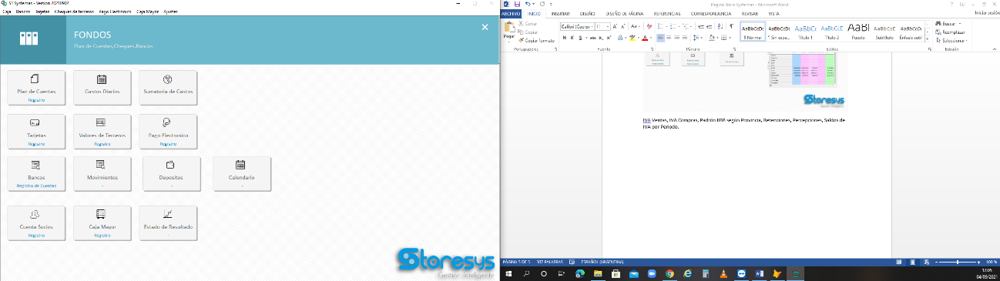 ST Systemas - Version 20210902
Caja Bancos Tarjetas Cheques de terceros Pago Electronico Caja Mayor Ajustes
FONDOS
Plan de Cuentas,Cheques,Bancos
Plan de Cuentas
Registro
Gastos Diarios
Sumatoria de Gastos
Tarjetas
Registro
Valores de Terceros
Registro
Pago Electronico
Registro
Bancos
Registro de Cuentas
Movimientos
-
Depositos
-
Calendario
-
Cuenta Socios
Registro
Caja Mayor
Registro
Estado de Resultado
-
Storesys
Gestion Inteligente
Pagina Store Systemas - Microsoft Word
Iniciar sesión
ARCHIVO INICIO INSERTAR DISEÑO DISEÑO DE PÁGINA REFERENCIAS CORRESPONDENCIA REVISAR VISTA
Pegar
Cortar
Copiar
Copiar formato
Portapapeles
Calibri (Cuerpo) 11
Fuente
Párrafo
AaBbCcDc AaBbCcDc AaBbCc AaBbCcE AaBl AaBbCcD AaBbCcDc
¶ Normal ¶ Sin espa... Título 1 Título 2 Puesto Subtítulo Énfasis sutil
Estilos
Buscar
Reemplazar
Seleccionar
Edición
Storesys
IVA Ventas, IVA Compras, Padrón IIBB según Provincia, Retenciones, Percepciones, Saldos de
IVA por Periodo.
PÁGINA 5 DE 5 307 PALABRAS ESPAÑOL (ARGENTINA)
100 %
12:05
04/09/2021